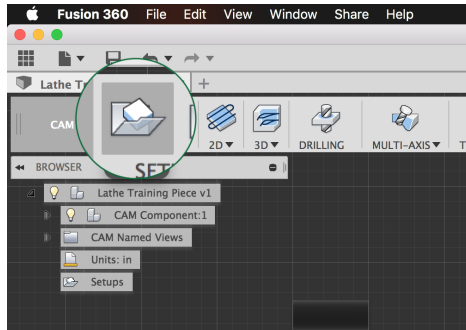 Fusion 360 File Edit View Window Share Help
Lathe Tr
CAM
SET
2D
3D
DRILLING
MULTI-AXIS
T
BROWSER
Lathe Training Piece v1
CAM Component:1
CAM Named Views
Units: in
Setups